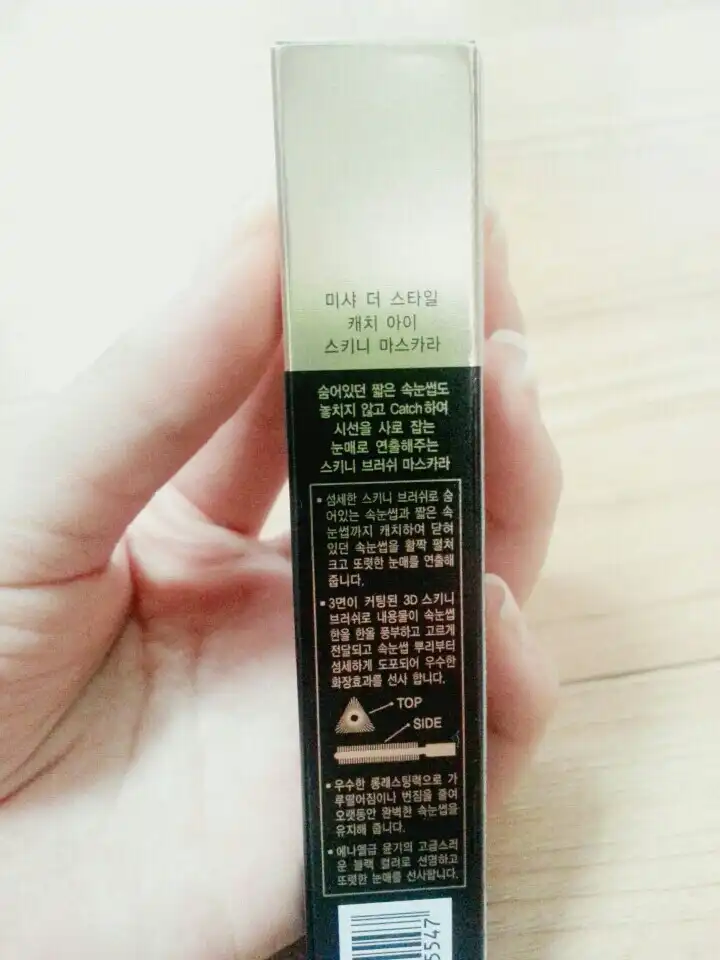 미샤 더 스타일
캐치 아이
스키니 마스카라
숨어있던 짧은 속눈썹도
놓치지 않고 Catch하여
시선을 사로 잡는
눈매로 연출해주는
스키니 브러쉬 마스카라
• 섬세한 스키니 브러쉬로 숨
어있는 속눈썹과 짧은 속
눈썹까지 캐치하여 닫혀
있던 속눈썹을 활짝 펼쳐
크고 또렷한 눈매를 연출해
줍니다.
• 3면이 커팅된 3D 스키니
브러쉬로 내용물이 속눈썹
한올 한올 풍부하고 고르게
전달되고 속눈썹 뿌리부터
섬세하게 도포되어 우수한
화장효과를 선사 합니다.
TOP
SIDE
• 우수한 롱래스팅력으로 가
루떨어짐이나 번짐을 줄여
오랫동안 완벽한 속눈썹을
유지해 줍니다.
• 에나멜급 윤기의 고급스러
운 블랙 컬러로 선명하고
또렷한 눈매를 선사합니다.
5547